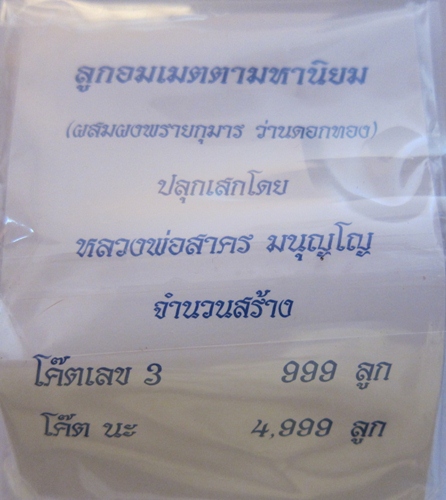 ลูกอมเมตตามหานิยม
(ผสมผงพรายกุมาร ว่านดอกทอง)
ปลุกเสกโดย
หลวงพ่อสาคร มนุญฺโญ
จำนวนสร้าง
โค๊ตเลข 3 999 ลูก
โค๊ต นะ 4,999 ลูก